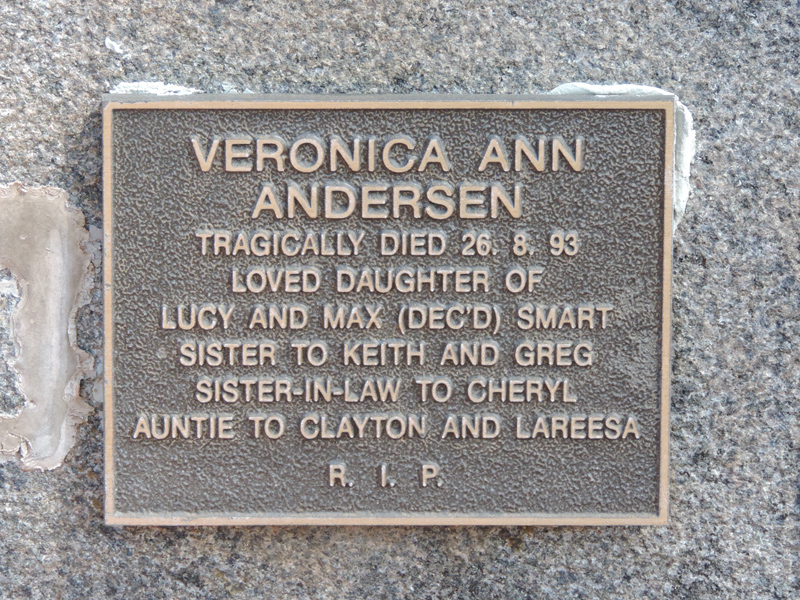 VERONICA ANN
ANDERSEN
TRAGICALLY DIED 26. 8. 93
LOVED DAUGHTER OF
LUCY AND MAX (DEC'D) SMART
SISTER TO KEITH AND GREG
SISTER-IN-LAW TO CHERYL
AUNTIE TO CLAYTON AND LAREESA
R. I. P.